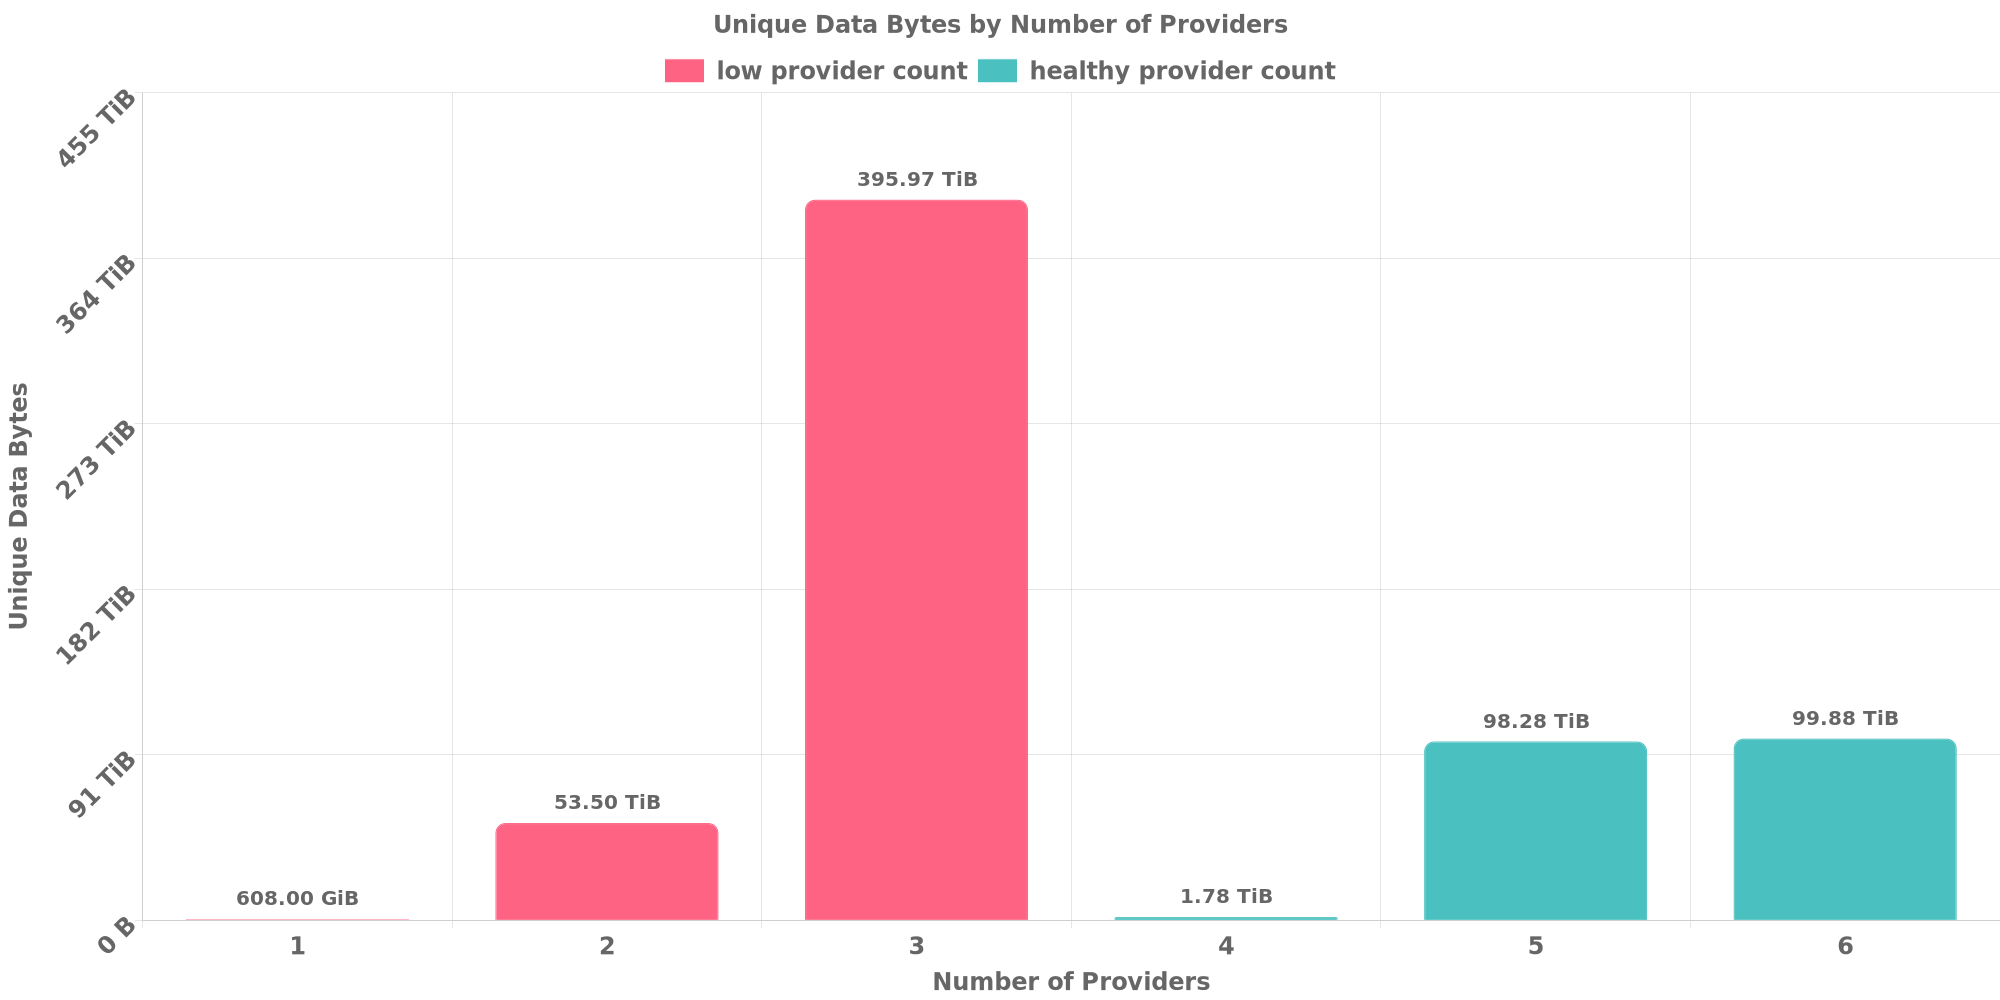 Unique Data Bytes by Number of Providers
low provider count healthy provider count
455 TiB
364 TiB
273 TiB
182 TiB
91 TiB
0 B
Unique Data Bytes
608.00 GiB
53.50 TiB
395.97 TiB
1.78 TiB
98.28 TiB
99.88 TiB
1 2 3 4 5 6
Number of Providers